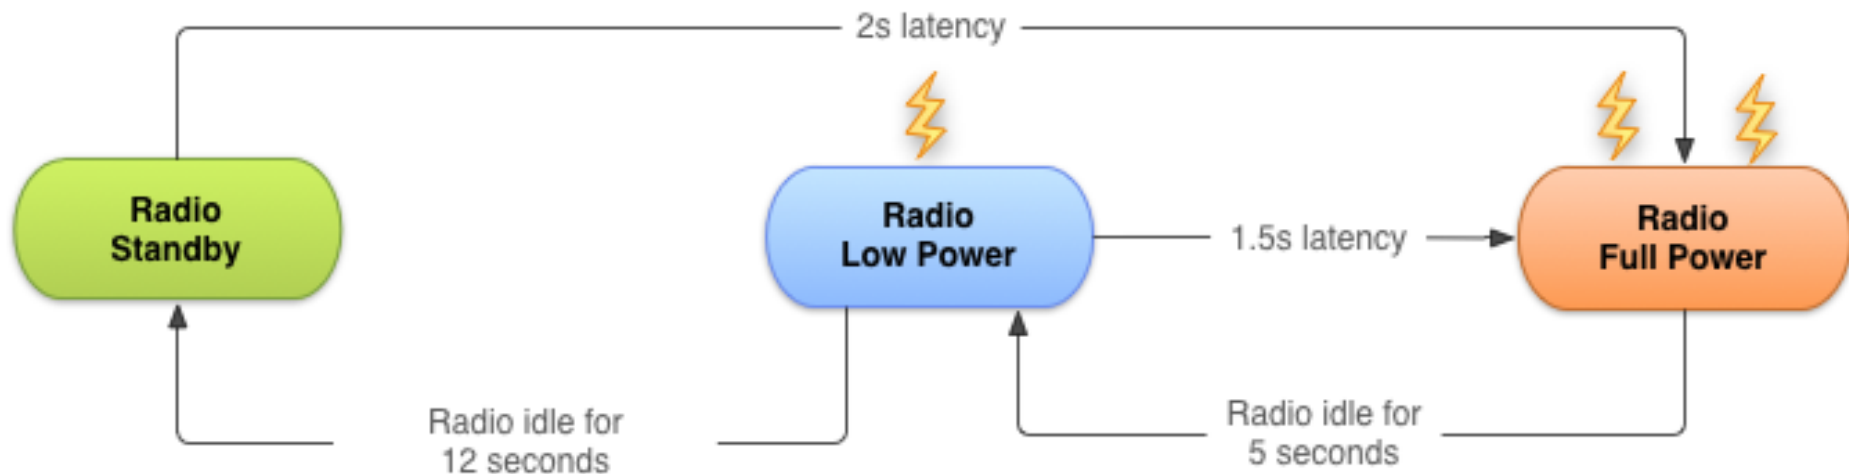 2s latency
Radio
Standby
Radio
Low Power
1.5s latency
Radio
Full Power
Radio idle for
12 seconds
Radio idle for
5 seconds